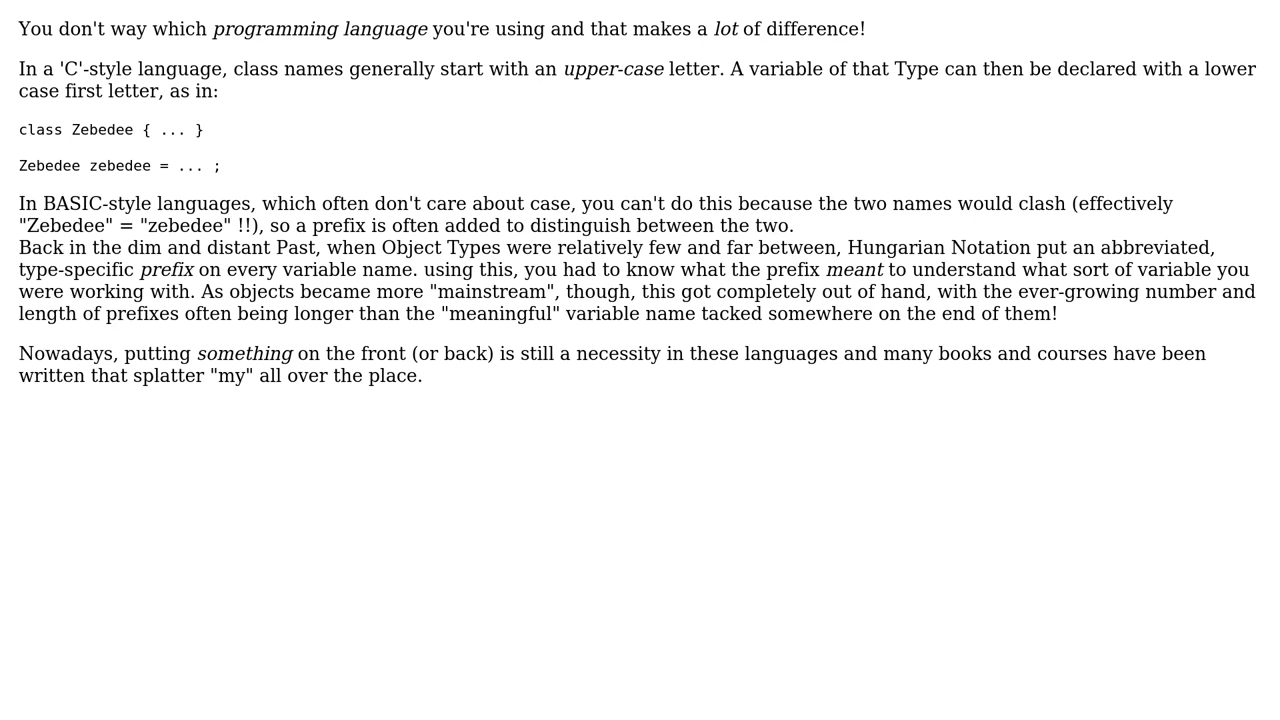 You don't way which programming language you're using and that makes a lot of difference!
In a 'C'-style language, class names generally start with an upper-case letter. A variable of that Type can then be declared with a lower
case first letter, as in:
class Zebedee { ... }
Zebedee zebedee = ... ;
In BASIC-style languages, which often don't care about case, you can't do this because the two names would clash (effectively
"Zebedee" = "zebedee" !!), so a prefix is often added to distinguish between the two.
Back in the dim and distant Past, when Object Types were relatively few and far between, Hungarian Notation put an abbreviated,
type-specific prefix on every variable name. using this, you had to know what the prefix meant to understand what sort of variable you
were working with. As objects became more "mainstream", though, this got completely out of hand, with the ever-growing number and
length of prefixes often being longer than the "meaningful" variable name tacked somewhere on the end of them!
Nowadays, putting something on the front (or back) is still a necessity in these languages and many books and courses have been
written that splatter "my" all over the place.